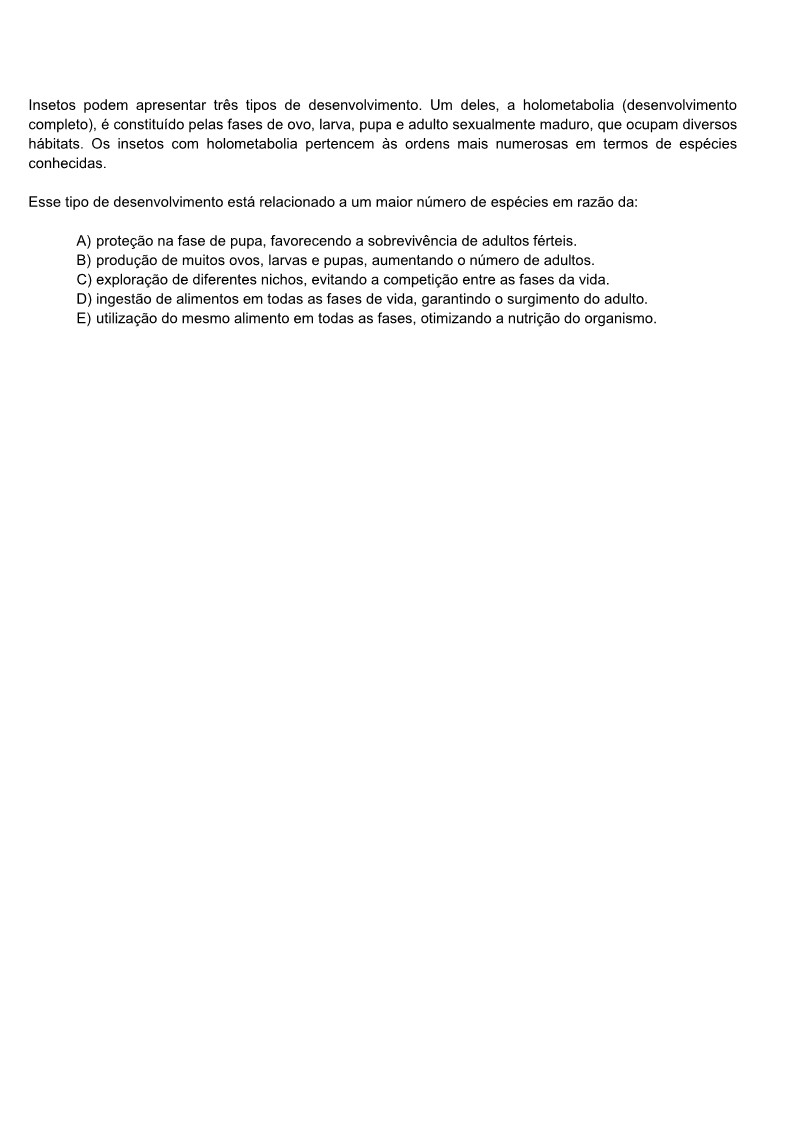 Insetos podem apresentar três tipos de desenvolvimento. Um deles, a holometabolia (desenvolvimento
completo), é constituído pelas fases de ovo, larva, pupa e adulto sexualmente maduro, que ocupam diversos
hábitats. Os insetos com holometabolia pertencem às ordens mais numerosas em termos de espécies
conhecidas.
Esse tipo de desenvolvimento está relacionado a um maior número de espécies em razão da:
A) proteção na fase de pupa, favorecendo a sobrevivência de adultos férteis.
B) produção de muitos ovos, larvas e pupas, aumentando o número de adultos.
C) exploração de diferentes nichos, evitando a competição entre as fases da vida.
D) ingestão de alimentos em todas as fases de vida, garantindo o surgimento do adulto.
E) utilização do mesmo alimento em todas as fases, otimizando a nutrição do organismo.